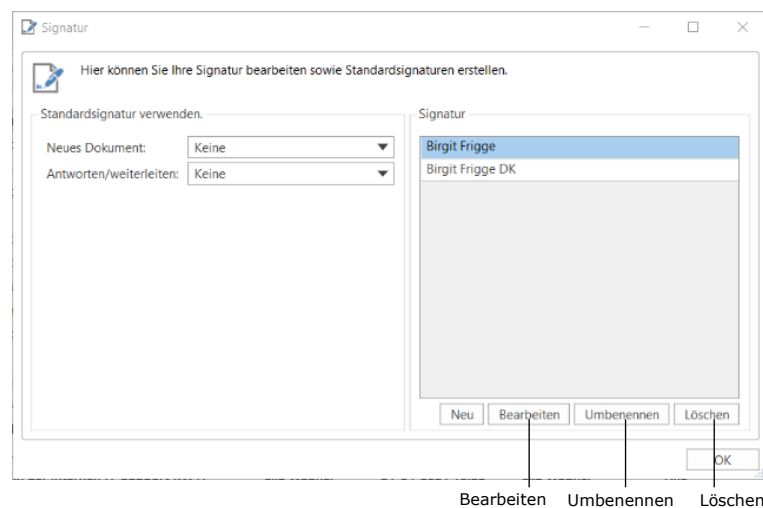 Signatur
Hier können Sie Ihre Signatur bearbeiten sowie Standardsignaturen erstellen.
Standardsignatur verwenden.
Neues Dokument: Keine
Antworten/weiterleiten: Keine
Signatur
Birgit Frigge
Birgit Frigge DK
Neu Bearbeiten Umbenennen Löschen
OK
Bearbeiten Umbenennen Löschen